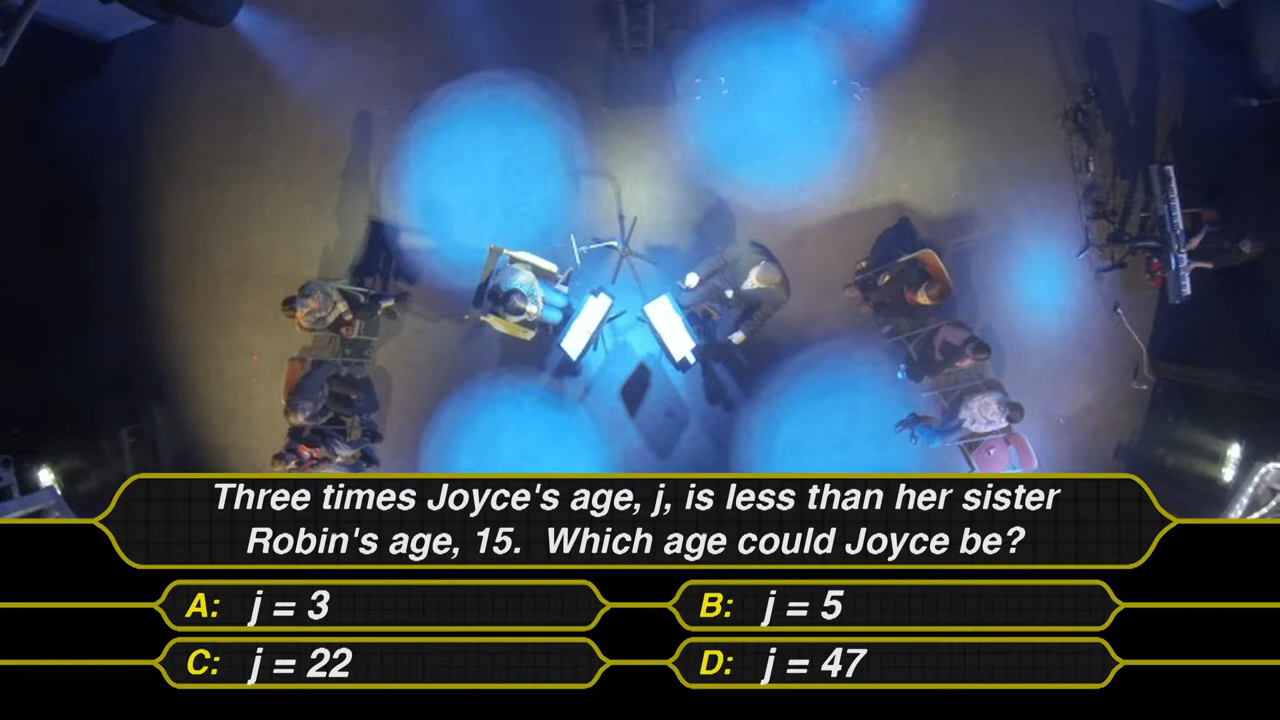 Three times Joyce's age, j, is less than her sister
Robin's age, 15.  Which age could Joyce be?
A: j = 3
B: j = 5
C: j = 22
D: j = 47